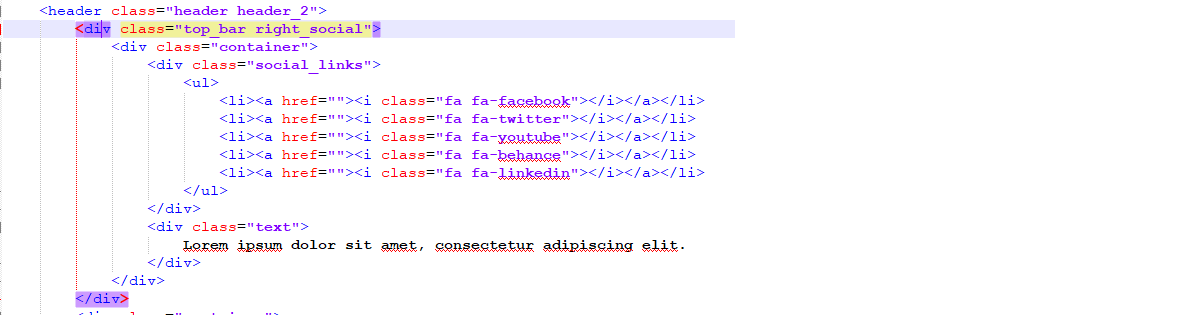 <header class="header header_2">
<div class="top_bar right_social">
<div class="container">
<div class="social_links">
<ul>
<li><a href=""><i class="fa fa-facebook"></i></a></li>
<li><a href=""><i class="fa fa-twitter"></i></a></li>
<li><a href=""><i class="fa fa-youtube"></i></a></li>
<li><a href=""><i class="fa fa-behance"></i></a></li>
<li><a href=""><i class="fa fa-linkedin"></i></a></li>
</ul>
</div>
<div class="text">
Lorem ipsum dolor sit amet, consectetur adipiscing elit.
</div>
</div>
</div>